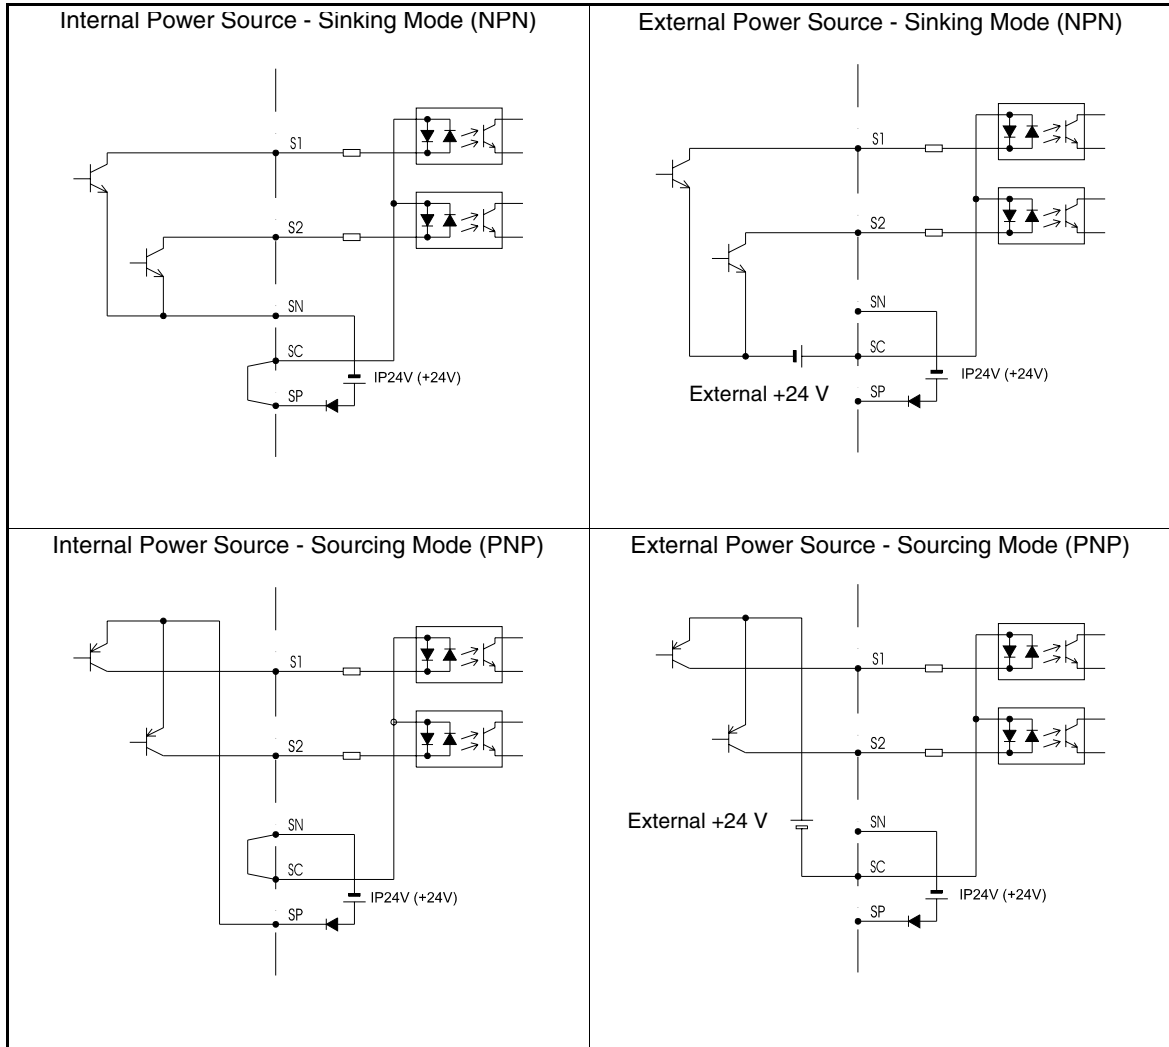 Internal Power Source - Sinking Mode (NPN)
S1
S2
SN
SC
IP24V (+24V)
SP
External Power Source - Sinking Mode (NPN)
S1
S2
SN
SC
IP24V (+24V)
External +24 V
SP
Internal Power Source - Sourcing Mode (PNP)
S1
S2
SN
SC
IP24V (+24V)
SP
External Power Source - Sourcing Mode (PNP)
S1
S2
External +24 V
SN
SC
IP24V (+24V)
SP